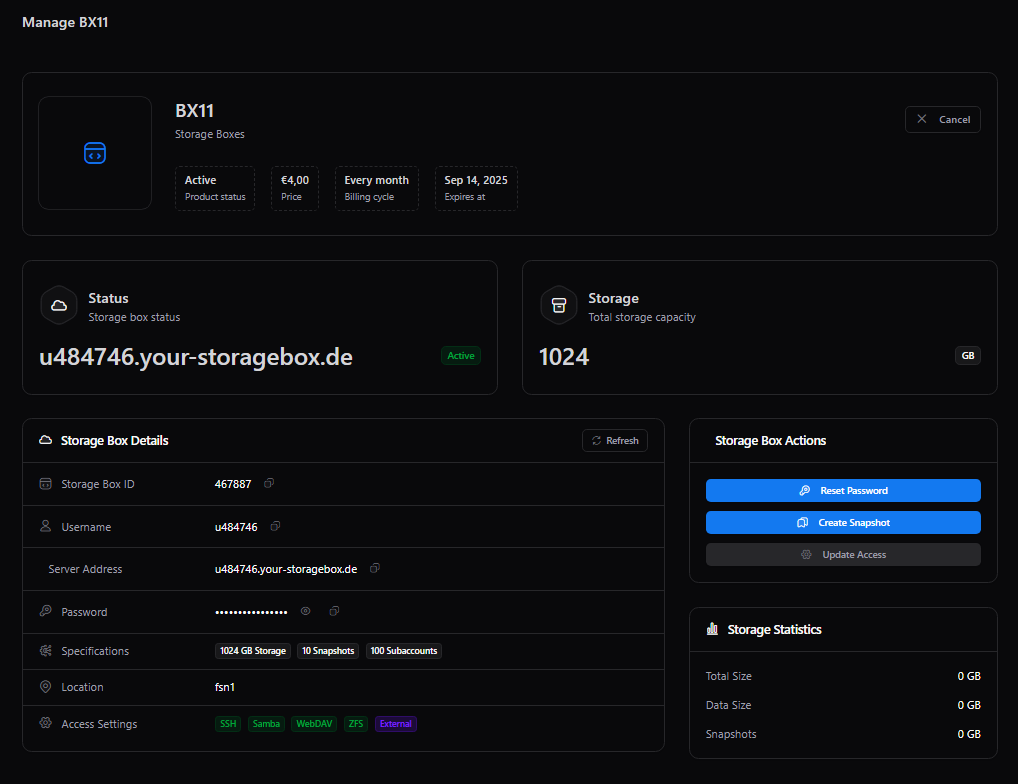 Manage BX11
BX11
Storage Boxes
Cancel
Active
Product status
€4,00
Price
Every month
Billing cycle
Sep 14, 2025
Expires at
Status
Storage box status
u484746.your-storagebox.de
Active
Storage
Total storage capacity
1024
GB
Storage Box Details
Refresh
Storage Box ID 467887
Username u484746
Server Address u484746.your-storagebox.de
Password ••••••••••••••••
Specifications 1024 GB Storage 10 Snapshots 100 Subaccounts
Location fsn1
Access Settings SSH Samba WebDAV ZFS External
Storage Box Actions
Reset Password
Create Snapshot
Update Access
Storage Statistics
Total Size 0 GB
Data Size 0 GB
Snapshots 0 GB